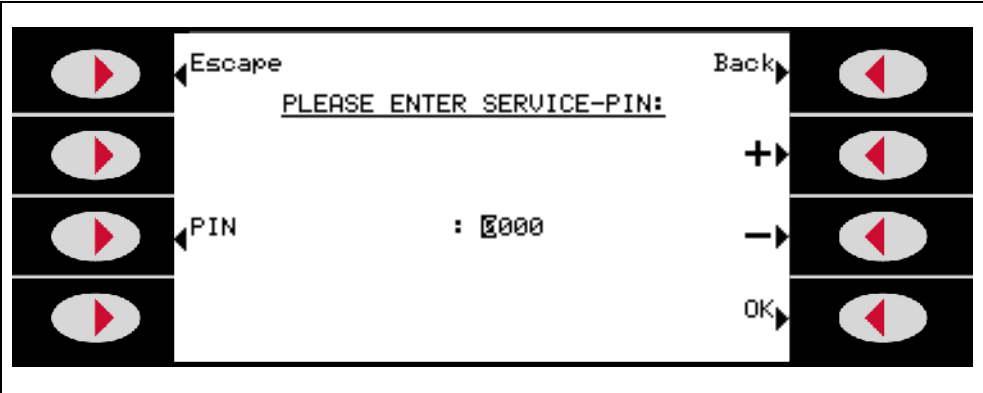 Escape Back
PLEASE ENTER SERVICE-PIN:
+
PIN : 0000
−
OK